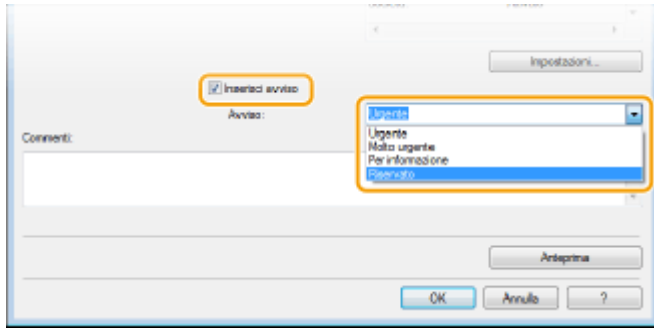 Impostazioni...
Inserisci avviso
Avviso:
Urgente
Commenti:
Urgente
Molto urgente
Per informazione
Riservato
Anteprima
OK
Annulla
?